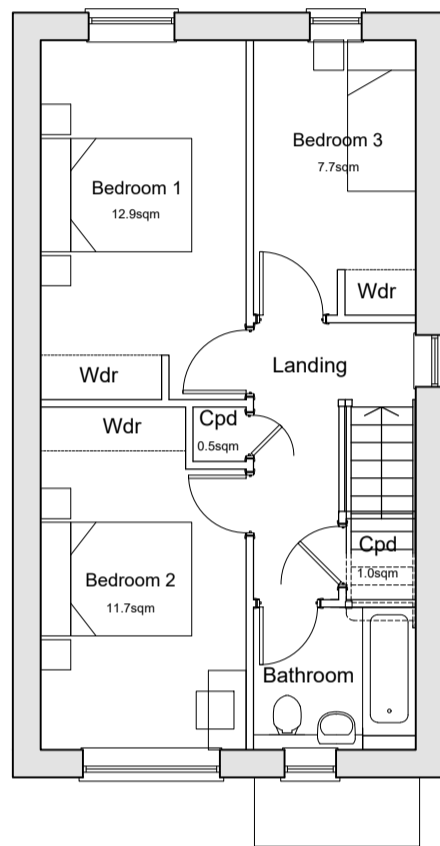 Bedroom 1
12.9sqm
Bedroom 3
7.7sqm
Wdr
Landing
Wdr
Wdr
Cpd
0.5sqm
Cpd
1.0sqm
Bedroom 2
11.7sqm
Bathroom